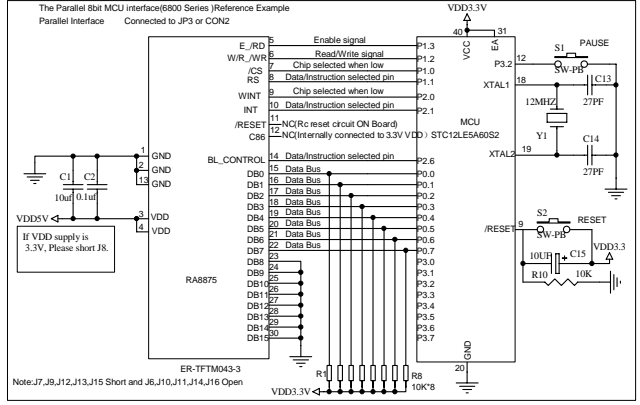 The Parallel 8bit MCU interface(6800 Series )Reference Example
Parallel Interface Connected to JP3 or CON2
VDD3.3V
40 31
VCC
EA
E_/RD 5 Enable signal P1.3
W/R_/WR 6 Read/Write signal P1.2
/CS 7 Chip selected when low P1.0
RS 8 Data/Instruction selected pin P1.1
WINT 9 Chip selected when low P2.0
INT 10 Data/Instruction selected pin P2.1
/RESET 11 NC(Rc reset circuit ON Board)
C86 12 NC(Internally connected to 3.3V VDD) STC12LE5A60S2
MCU
BL_CONTROL 14 Data/Instruction selected pin P2.6
DB0 15 Data Bus P0.0
DB1 16 Data Bus P0.1
DB2 17 Data Bus P0.2
DB3 18 Data Bus P0.3
DB4 19 Data Bus P0.4
DB5 20 Data Bus P0.5
DB6 21 Data Bus P0.6
DB7 22 Data Bus P0.7
DB8 23 P3.0
DB9 24 P3.1
DB10 25 P3.2
DB11 26 P3.3
DB12 27 P3.4
DB13 28 P3.5
DB14 29 P3.6
DB15 30 P3.7
1 GND
2 GND
13 GND
C1 C2
10uf 0.1uf
VDD5V
3 VDD
4 VDD
If VDD supply is
3.3V, Please short J8.
RA8875
ER-TFTM043-3
S1 PAUSE
P3.2 12 SW-PB
XTAL1 18 C13
27PF
12MHZ
Y1
XTAL2 19 C14
27PF
S2 RESET
/RESET 9 SW-PB
VDD3.3
10UF C15
R10 10K
GND
20
R1 R8
10K*8
VDD3.3V
Note:J7,J9,J12,J13,J15 Short and J6,J10,J11,J14,J16 Open